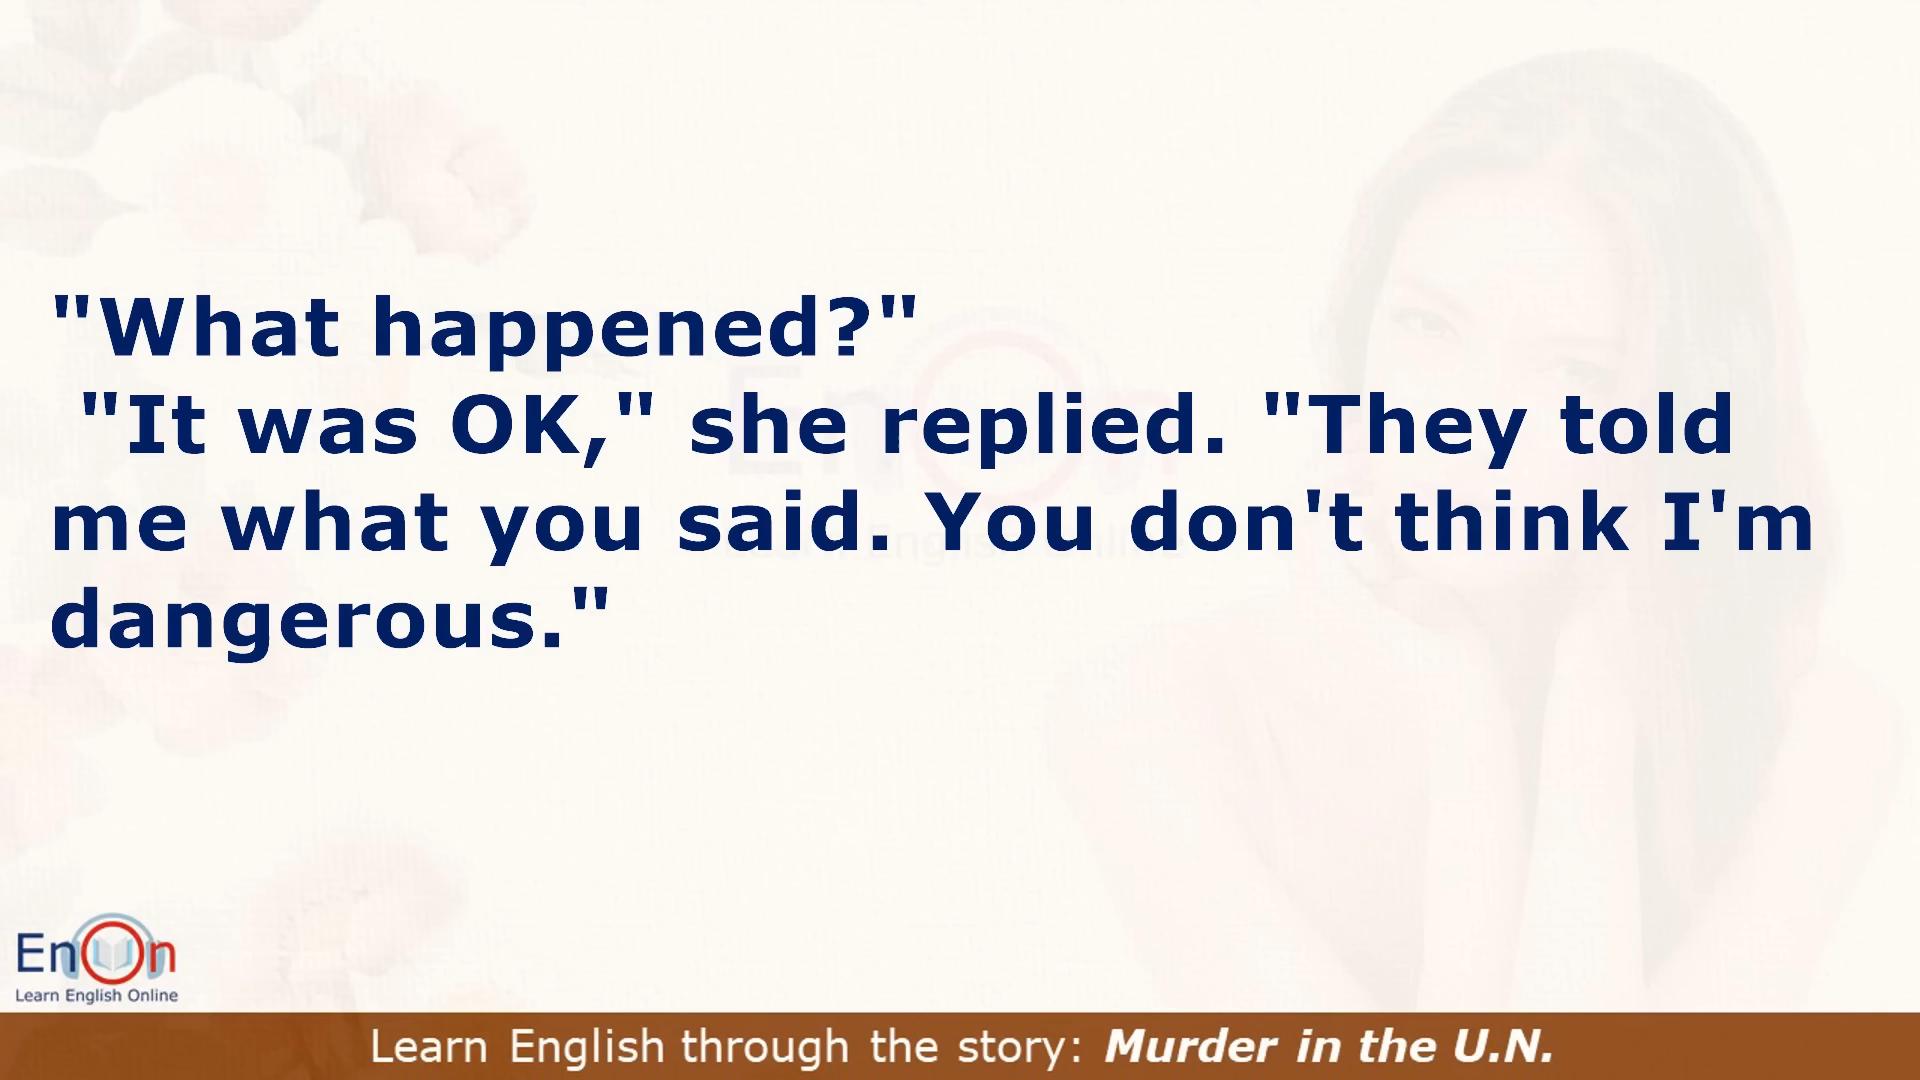 "What happened?"
"It was OK," she replied. "They told
me what you said. You don't think I'm
dangerous."
EnOn
Learn English Online
Learn English through the story: Murder in the U.N.